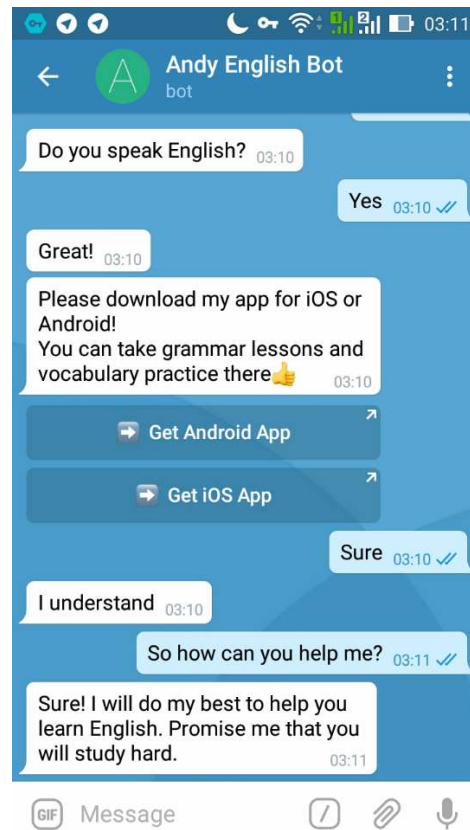 03:11
Andy English Bot
bot
Do you speak English? 03:10
Yes 03:10
Great! 03:10
Please download my app for iOS or
Android!
You can take grammar lessons and
vocabulary practice there👍 03:10
➡ Get Android App
➡ Get iOS App
Sure 03:10
I understand 03:10
So how can you help me? 03:11
Sure! I will do my best to help you
learn English. Promise me that you
will study hard. 03:11
GIF Message